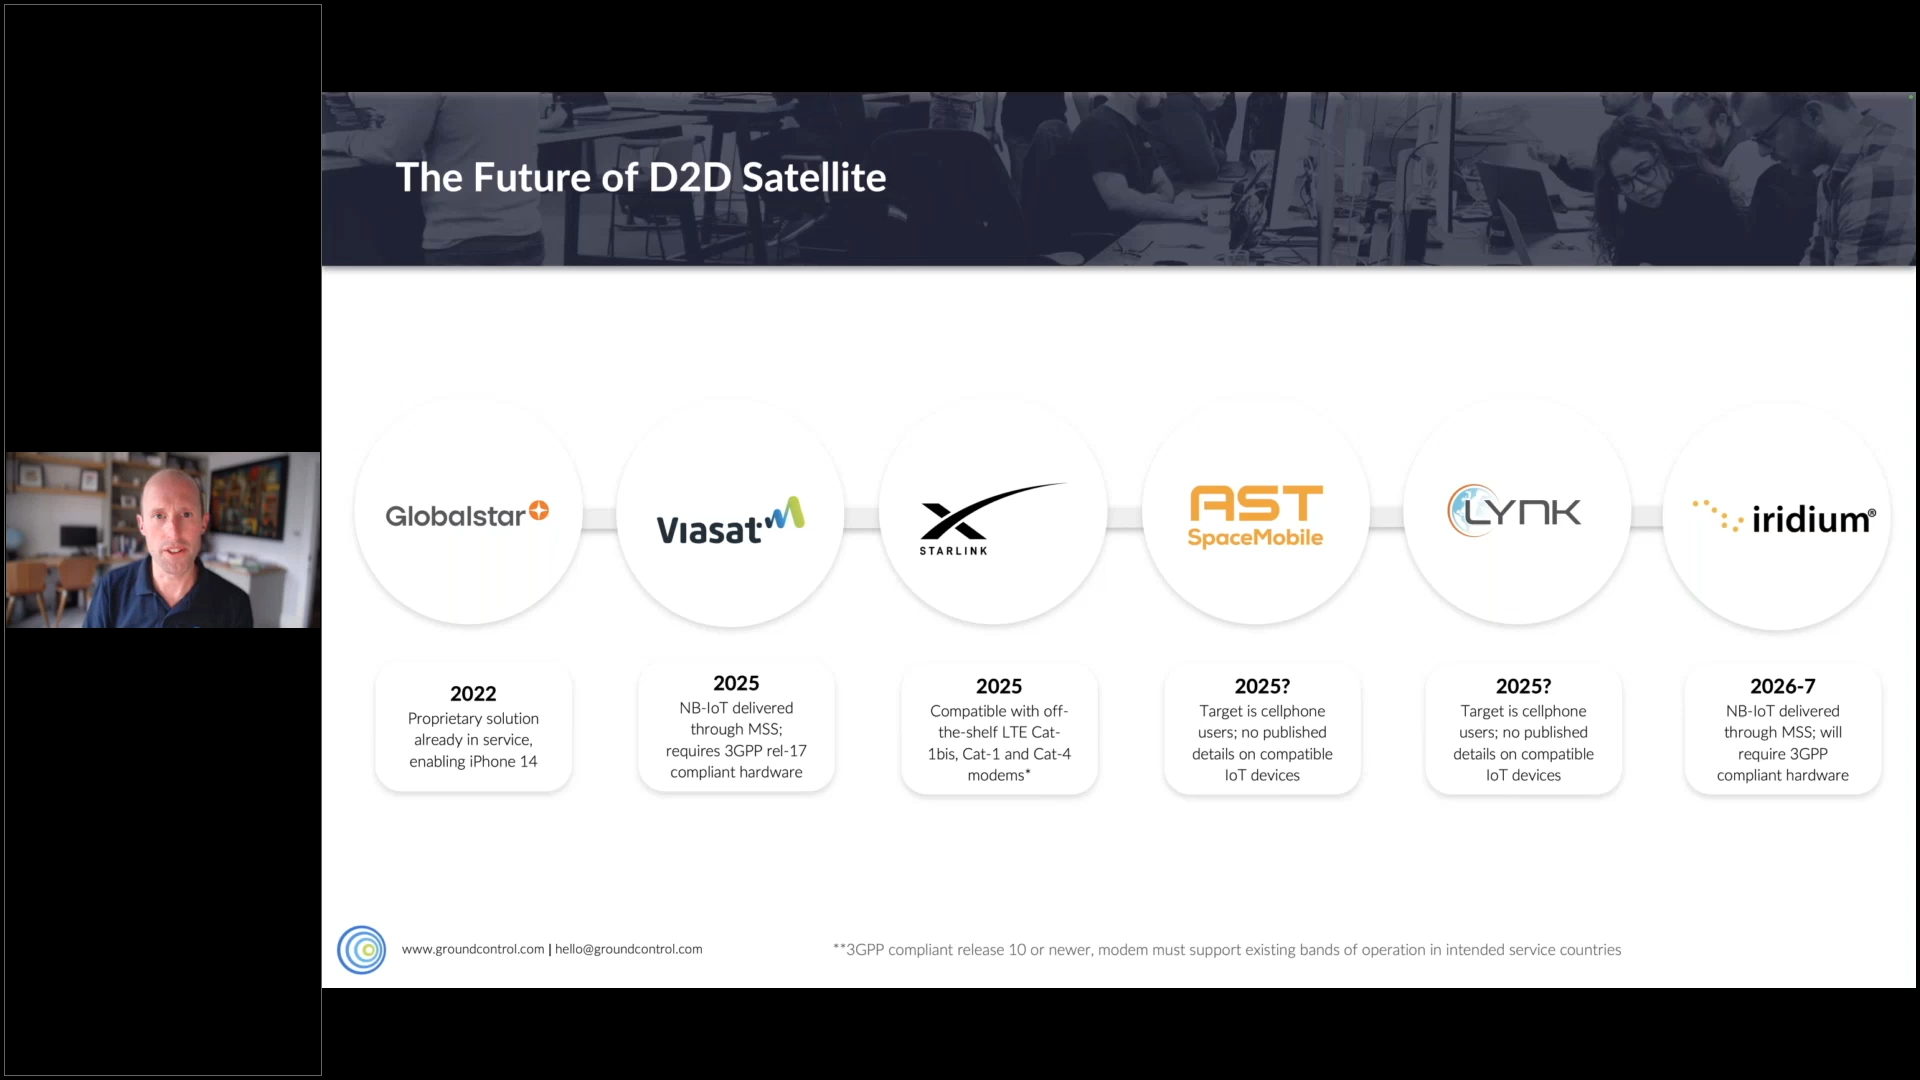 The Future of D2D Satellite
Globalstar
Viasat
STARLINK
AST
SpaceMobile
LYNK
iridium®
2022
Proprietary solution
already in service,
enabling iPhone 14
2025
NB-IoT delivered
through MSS;
requires 3GPP rel-17
compliant hardware
2025
Compatible with off-
the-shelf LTE Cat-
1bis, Cat-1 and Cat-4
modems*
2025?
Target is cellphone
users; no published
details on compatible
IoT devices
2025?
Target is cellphone
users; no published
details on compatible
IoT devices
2026-7
NB-IoT delivered
through MSS; will
require 3GPP
compliant hardware
www.groundcontrol.com | hello@groundcontrol.com
**3GPP compliant release 10 or newer, modem must support existing bands of operation in intended service countries